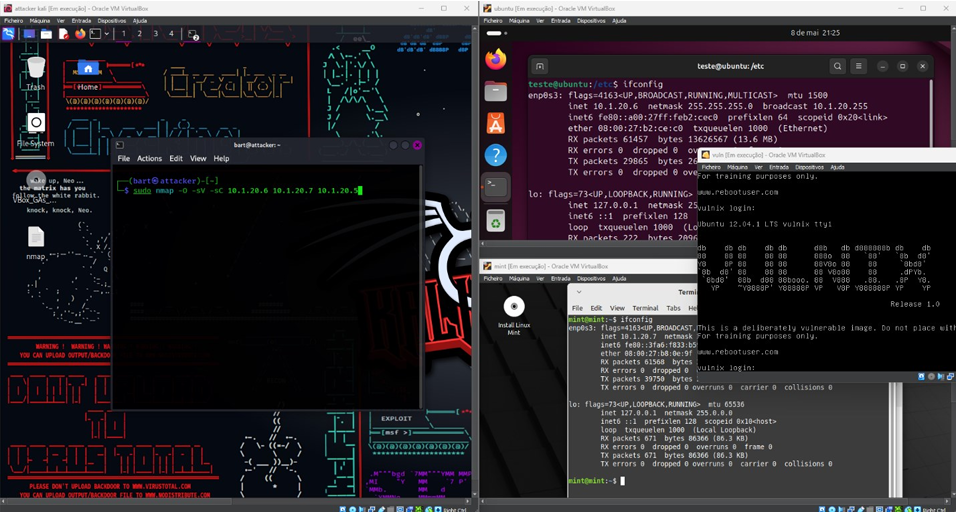 attacker kali [Em execução] - Oracle VM VirtualBox
Ficheiro Máquina Ver Entrada Dispositivos Ajuda
1 2 3 4
Trash
Home
File System
wake up, Neo ...
the matrix has you
follow the white rabbit.
knock, knock, Neo.
VBox_GAS_
nmap
Creator
WARNING ! WARNING !
YOU CAN UPLOAD OUTPUT/BACKDOO
DONT
TO
VIRUS TOTAL
PLEASE DON'T UPLOAD BACKDOOR TO WWW.VIRUSTOTAL.COM
YOU CAN UPLOAD OUTPUT/BACKDOOR FILE TO WWW.NODISTRIBUTE.COM
EXPLOIT
[msf >]
bart@attacker: ~
File Actions Edit View Help
(bart㉿attacker)-[~]
$ sudo nmap -O -sV -sC 10.1.20.6 10.1.20.7 10.1.20.5
Right Ctrl
ubuntu [Em execução] - Oracle VM VirtualBox
Ficheiro Máquina Ver Entrada Dispositivos Ajuda
8 de mai 21:25
teste@ubuntu: /etc
teste@ubuntu:/etc$ ifconfig
enp0s3: flags=4163<UP,BROADCAST,RUNNING,MULTICAST> mtu 1500
inet 10.1.20.6 netmask 255.255.255.0 broadcast 10.1.20.255
inet6 fe80::a00:27ff:feb2:cec0 prefixlen 64 scopeid 0x20<link>
ether 08:00:27:b2:ce:c0 txqueuelen 1000 (Ethernet)
RX packets 61457 bytes 13626567 (13.6 MB)
RX errors 0 dropped 0
TX packets 29865 bytes
TX errors 0 dropped 0
lo: flags=73<UP,LOOPBACK,RUNNING>
inet 127.0.0.1 netmask
inet6 ::1 prefixlen 128
loop txqueuelen 1000
RX packets 222 bytes 2096
vuln [Em execução] - Oracle VM VirtualBox
Ficheiro Máquina Ver Entrada Dispositivos Ajuda
For training purposes only.
www.rebootuser.com
vulnix login:
Ubuntu 12.04.1 LTS vulnix tty1
Release 1.0
This is a deliberately vulnerable image. Do not place with
For training purposes only.
www.rebootuser.com
vulnix login:
mint [Em execução] - Oracle VM VirtualBox
Ficheiro Máquina Ver Entrada Dispositivos Ajuda
Install Linux
Mint
Termi
File Edit View Terminal Tabs He
mint@mint:~$ ifconfig
enp0s3: flags=4163<UP,BROADCAST,
inet 10.1.20.7 netmask
inet6 fe80::3fa6:f833:b5
ether 08:00:27:b8:0e:9f
RX packets 61568 bytes
RX errors 0 dropped 0
TX packets 39750 bytes
TX errors 0 dropped 0 overruns 0 carrier 0 collisions 0
lo: flags=73<UP,LOOPBACK,RUNNING> mtu 65536
inet 127.0.0.1 netmask 255.0.0.0
inet6 ::1 prefixlen 128 scopeid 0x10<host>
loop txqueuelen 1000 (Local Loopback)
RX packets 671 bytes 86366 (86.3 KB)
RX errors 0 dropped 0 overruns 0 frame 0
TX packets 671 bytes 86366 (86.3 KB)
TX errors 0 dropped 0 overruns 0 carrier 0 collisions 0
mint@mint:~$
Right Ctrl